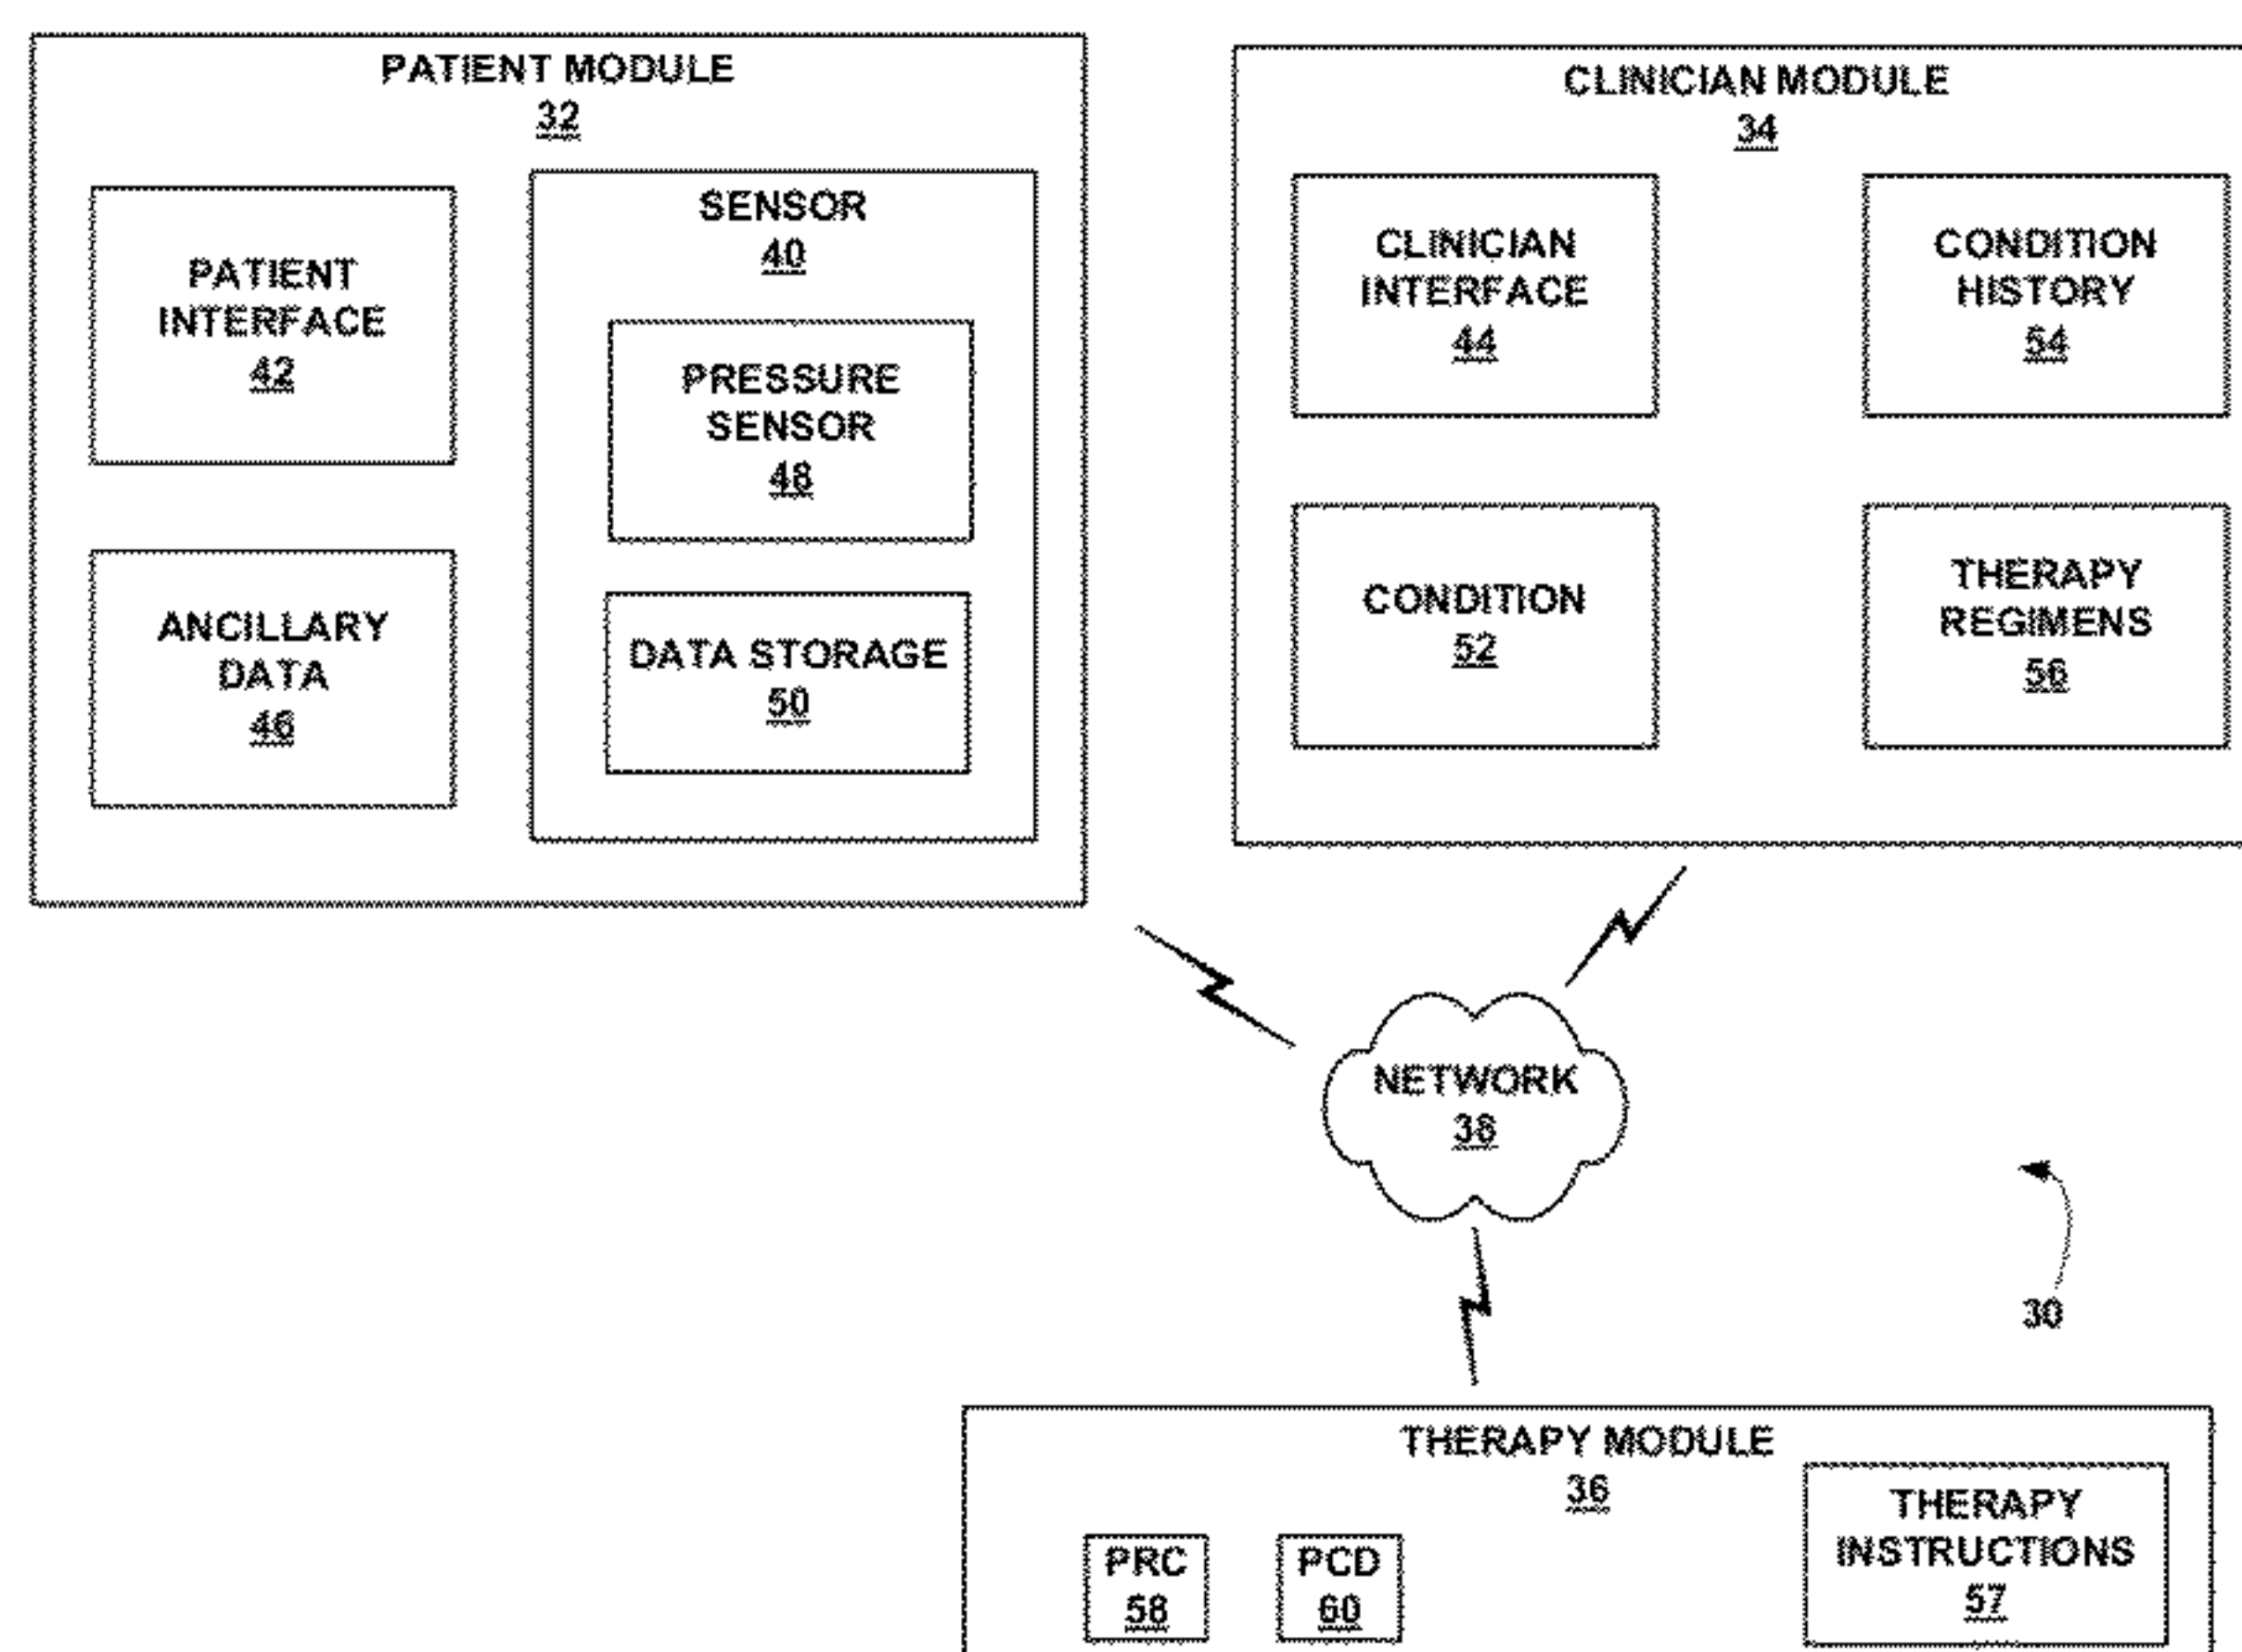 PATIENT MODULE
32
PATIENT
INTERFACE
42
ANCILLARY
DATA
46
SENSOR
40
PRESSURE
SENSOR
48
DATA STORAGE
50
CLINICIAN MODULE
34
CLINICIAN
INTERFACE
44
CONDITION
HISTORY
54
CONDITION
52
THERAPY
REGIMENS
56
NETWORK
38
30
THERAPY MODULE
36
PRC
58
PCD
60
THERAPY
INSTRUCTIONS
57